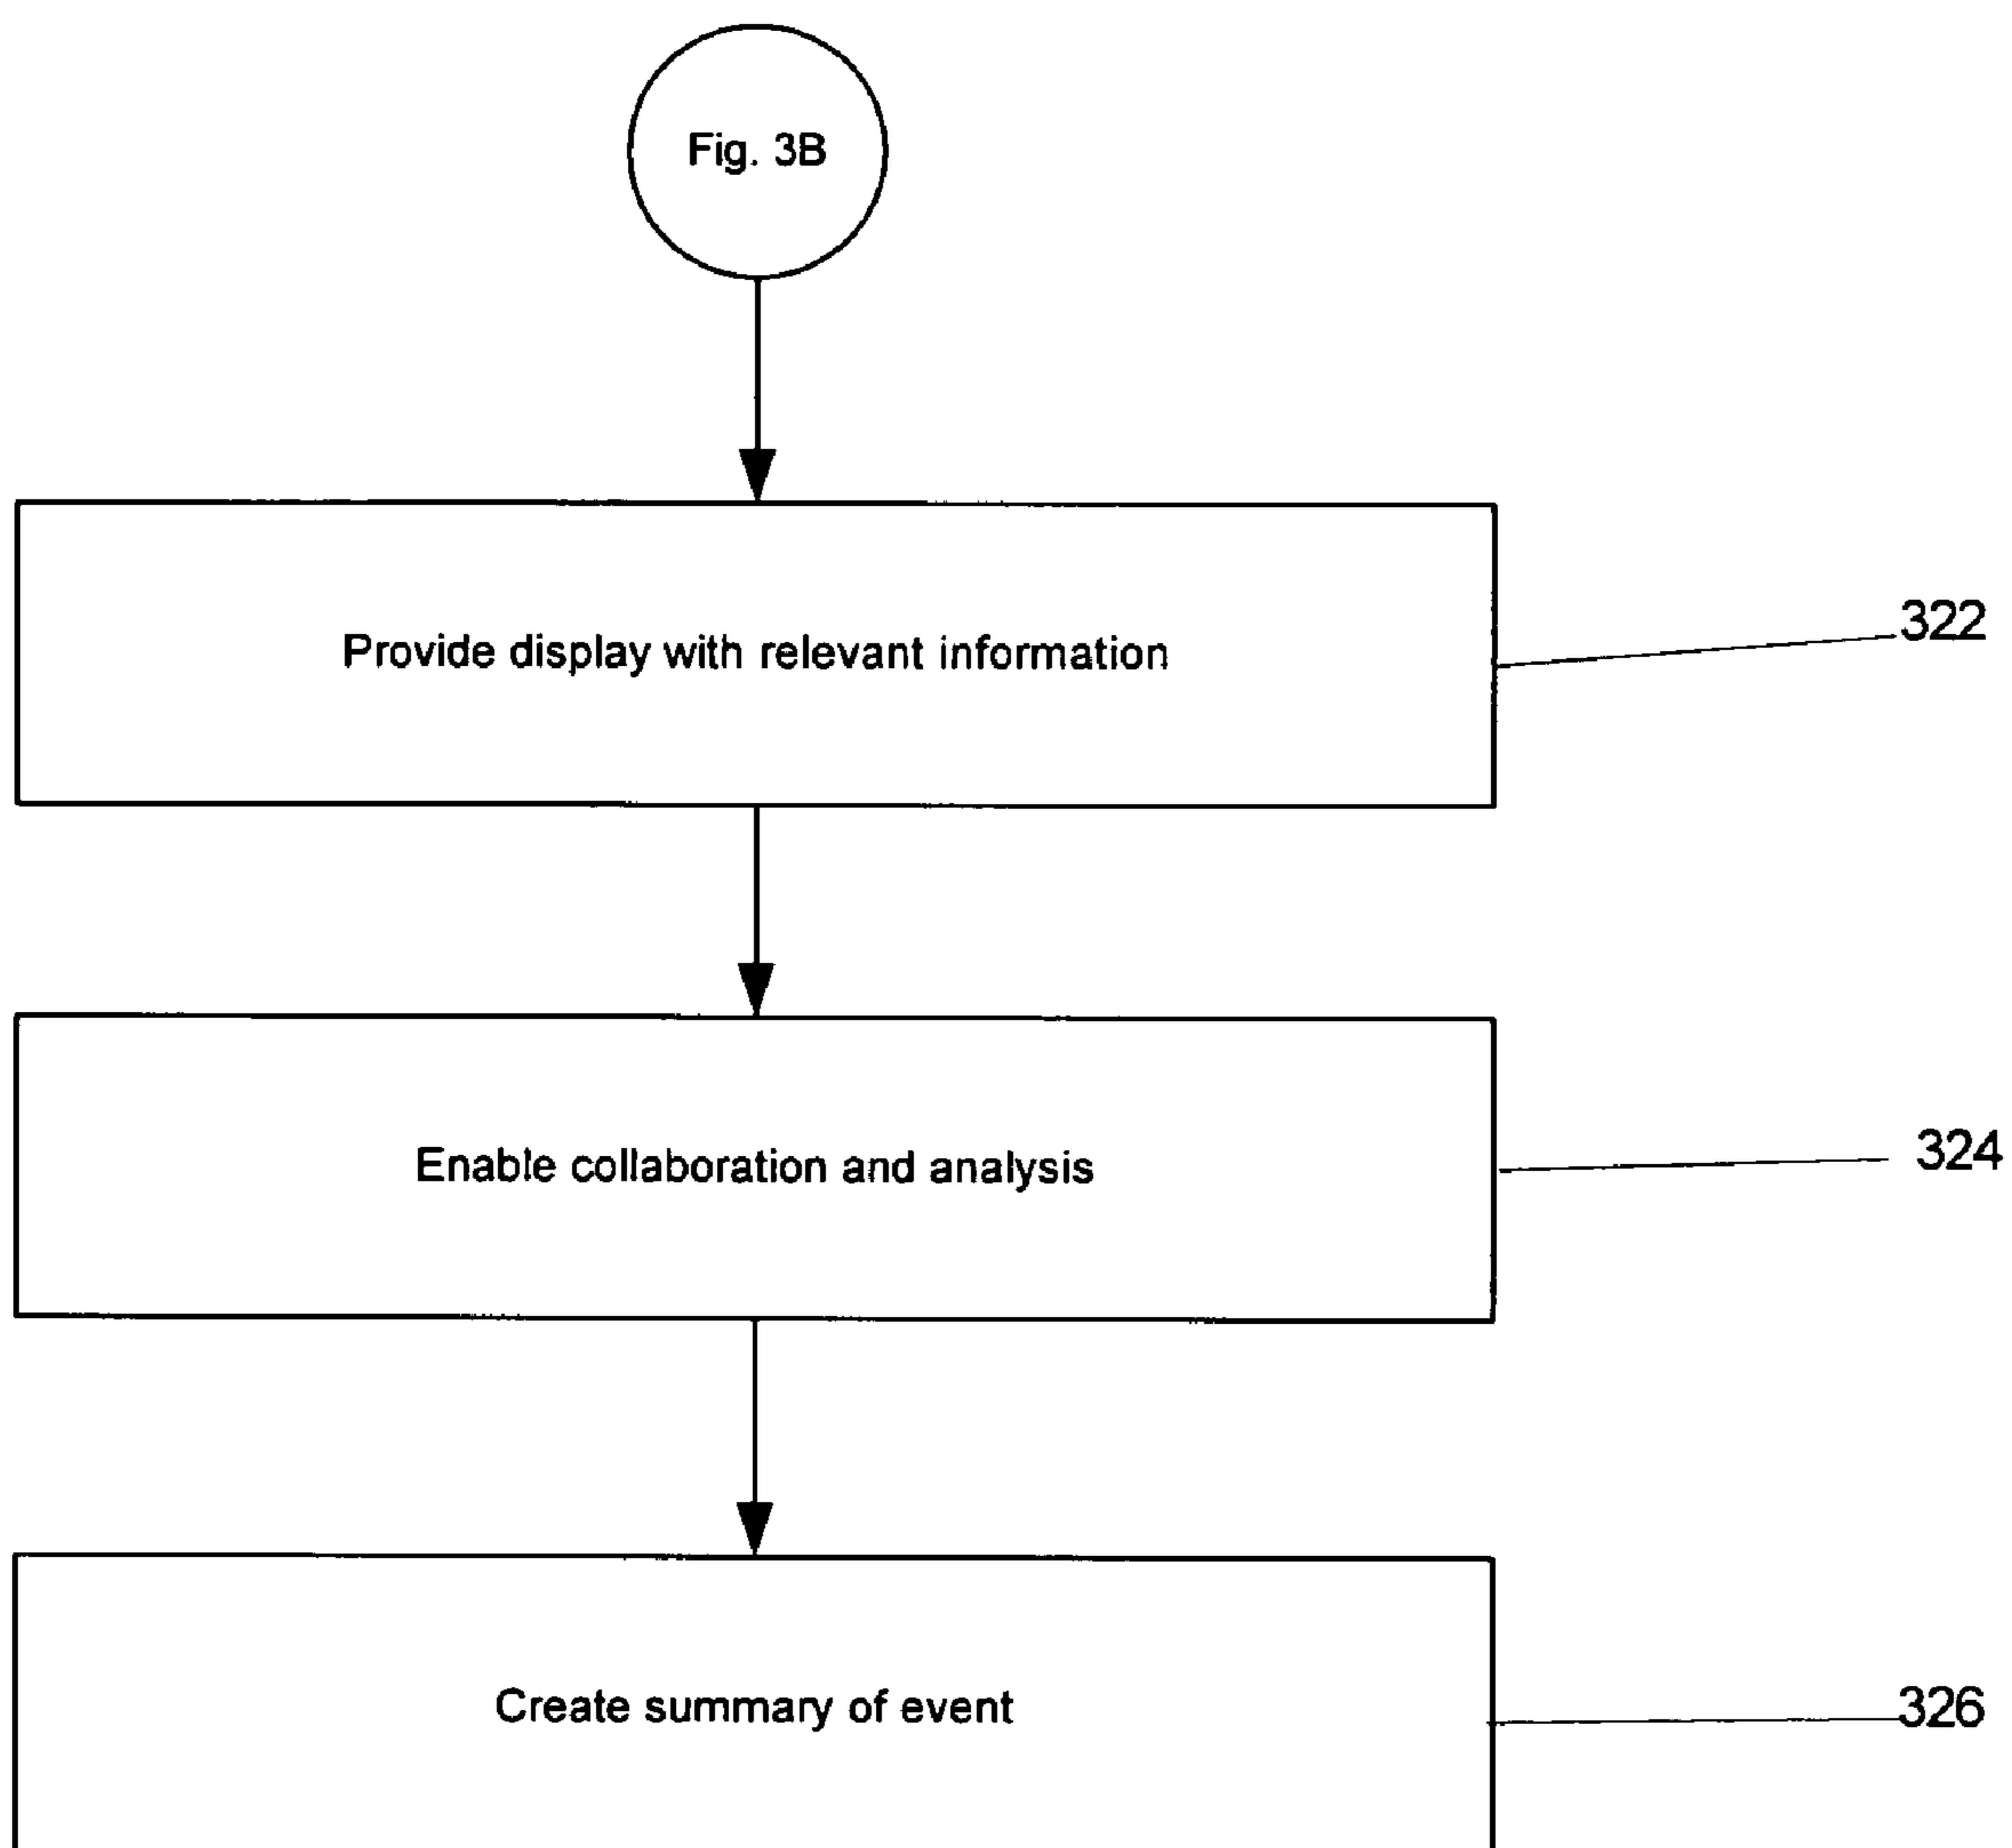 Fig. 3B
Provide display with relevant information
322
Enable collaboration and analysis
324
Create summary of event
326